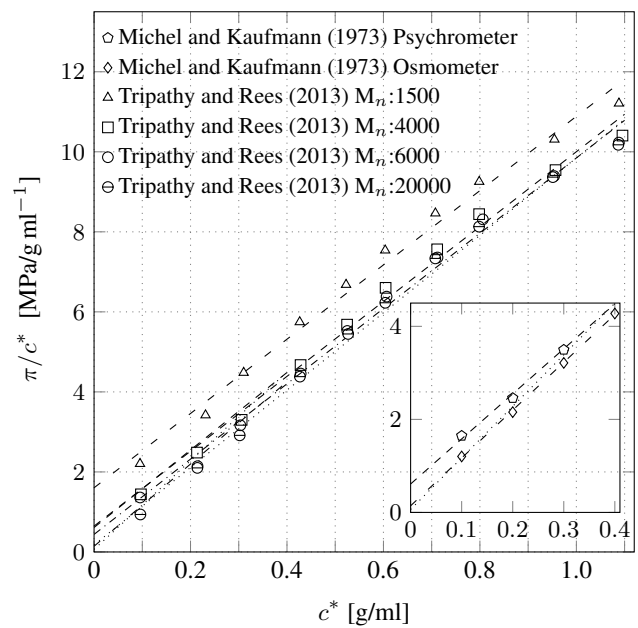 Michel and Kaufmann (1973) Psychrometer
Michel and Kaufmann (1973) Osmometer
Tripathy and Rees (2013) Mₙ:1500
Tripathy and Rees (2013) Mₙ:4000
Tripathy and Rees (2013) Mₙ:6000
Tripathy and Rees (2013) Mₙ:20000
12
10
8
6
4
2
0
π/c* [MPa/g ml⁻¹]
4
2
0
0 0.1 0.2 0.3 0.4
0 0.2 0.4 0.6 0.8 1.0
c* [g/ml]